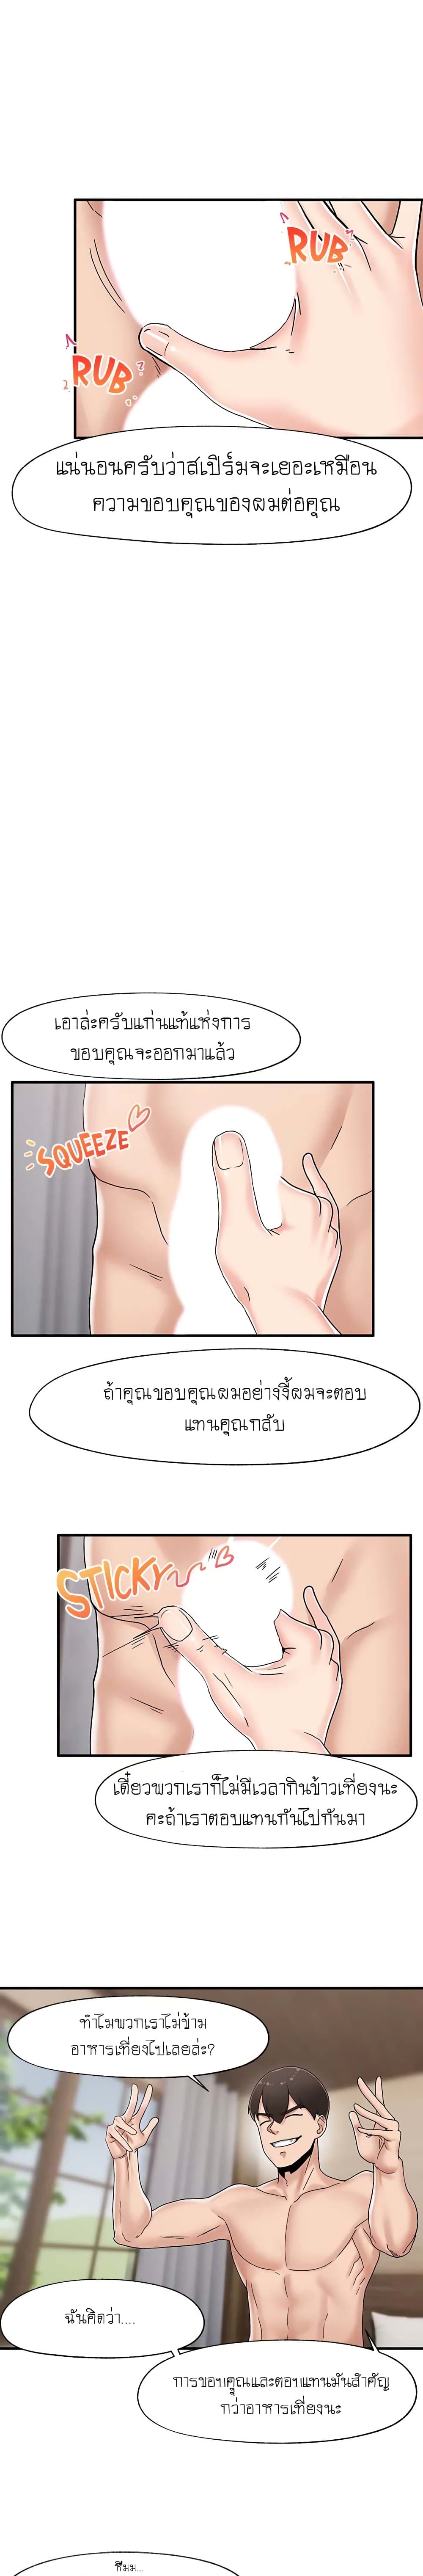 RUB
RUB
แน่นอนครับว่าสเปิร์มจะเยอะเหมือน
ความขอบคุณของผมต่อคุณ
เอาล่ะครับแก่นแท้แห่งการ
ขอบคุณจะออกมาแล้ว
SQUEEZE
ถ้าคุณขอบคุณผมอย่างงี้ผมจะตอบ
แทนคุณกลับ
STICKY
เดี๋ยวพวกเราก็ไม่มีเวลากินข้าวเที่ยงนะ
คะถ้าเราตอบแทนกันไปกันมา
ทำไมพวกเราไม่ข้าม
อาหารเที่ยงไปเลยล่ะ?
ฉันคิดว่า....
การขอบคุณและตอบแทนมันสำคัญ
กว่าอาหารเที่ยงนะ